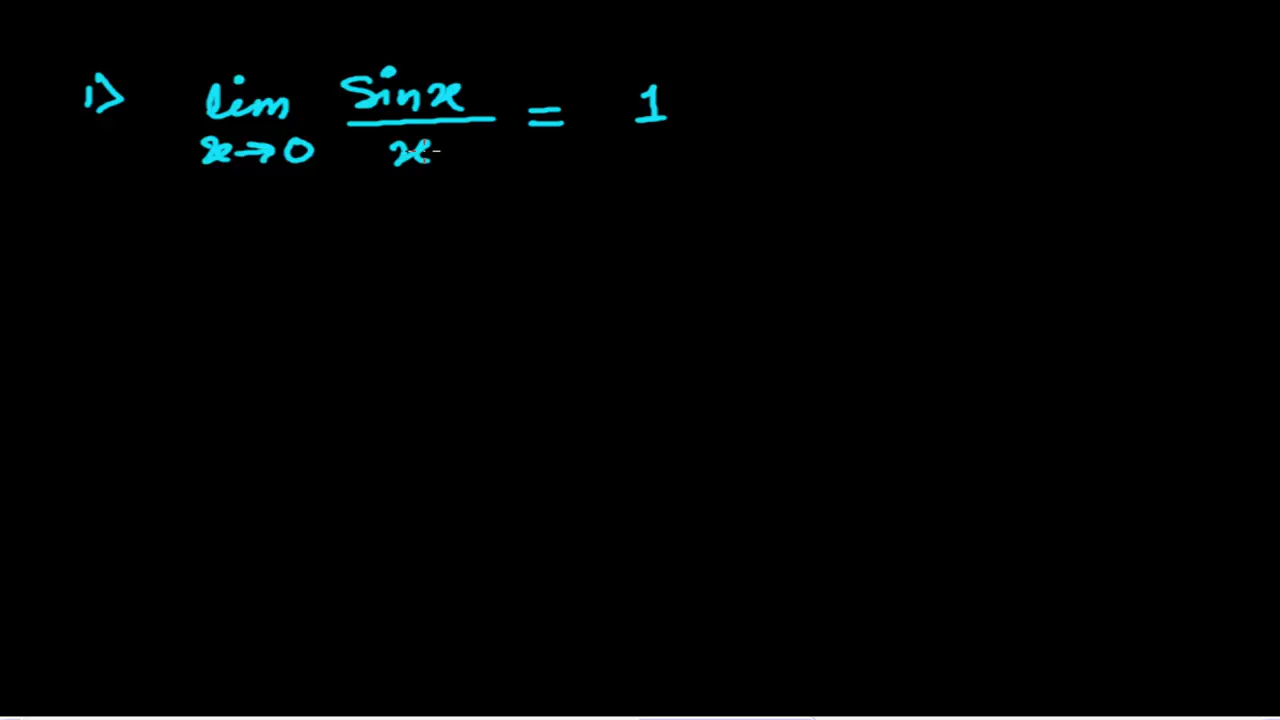 1) lim x→0 Sinx/x = 1